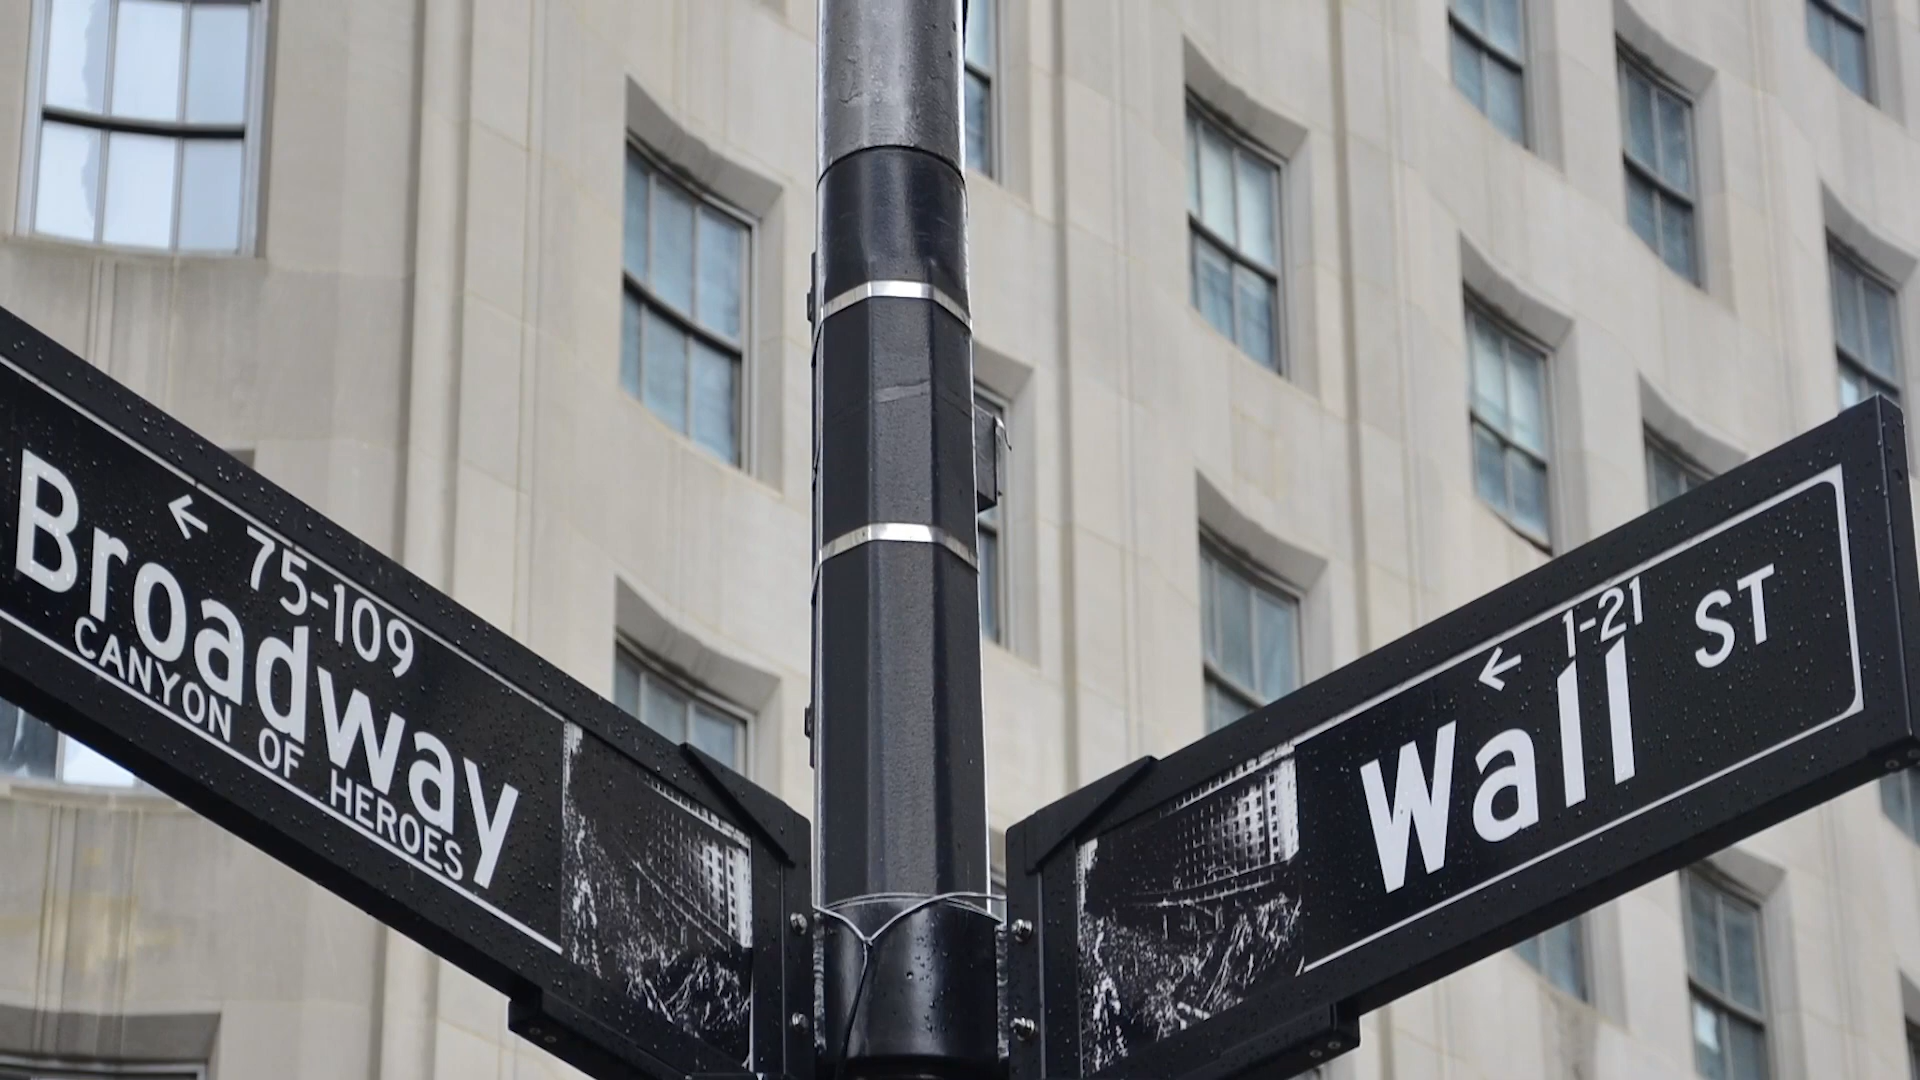 ← 75-109
Broadway
CANYON OF HEROES
← 1-21
Wall ST